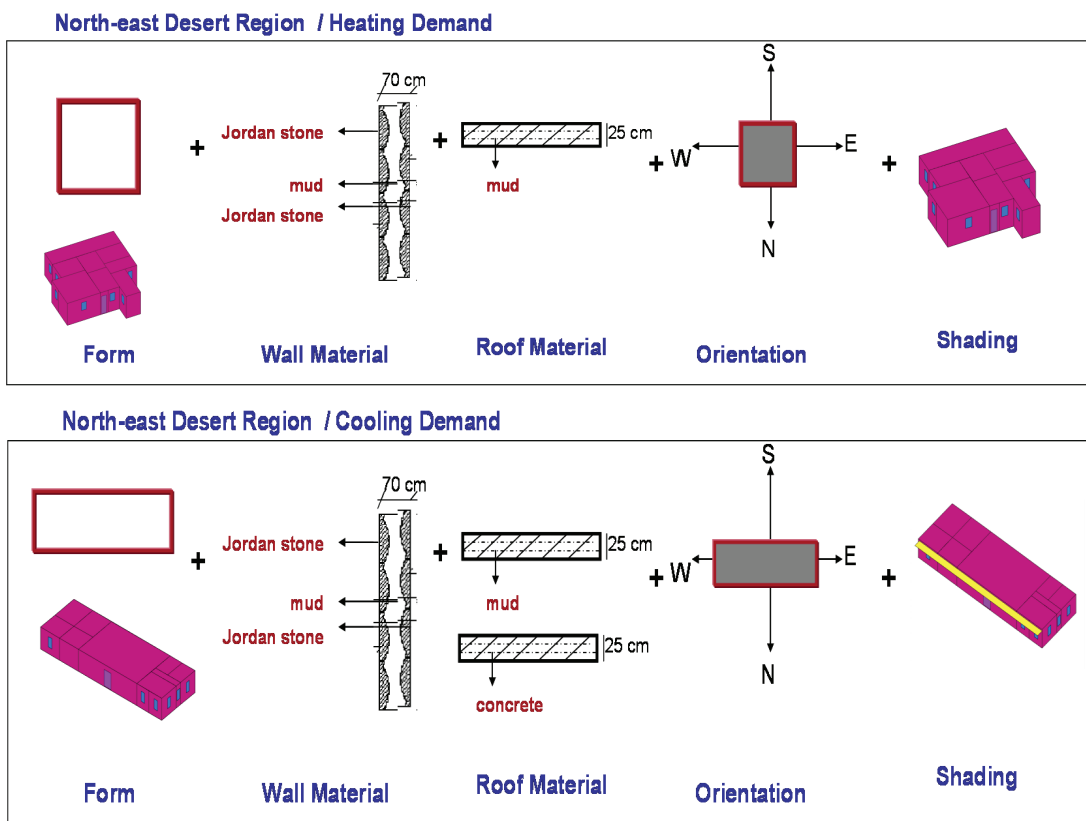 North-east Desert Region / Heating Demand
70 cm
S
Jordan stone
25 cm
+
+
+
W
E
+
mud
mud
Jordan stone
N
Form
Wall Material
Roof Material
Orientation
Shading
North-east Desert Region / Cooling Demand
70 cm
S
Jordan stone
25 cm
+
+
+
W
E
+
mud
mud
Jordan stone
25 cm
N
concrete
Form
Wall Material
Roof Material
Orientation
Shading